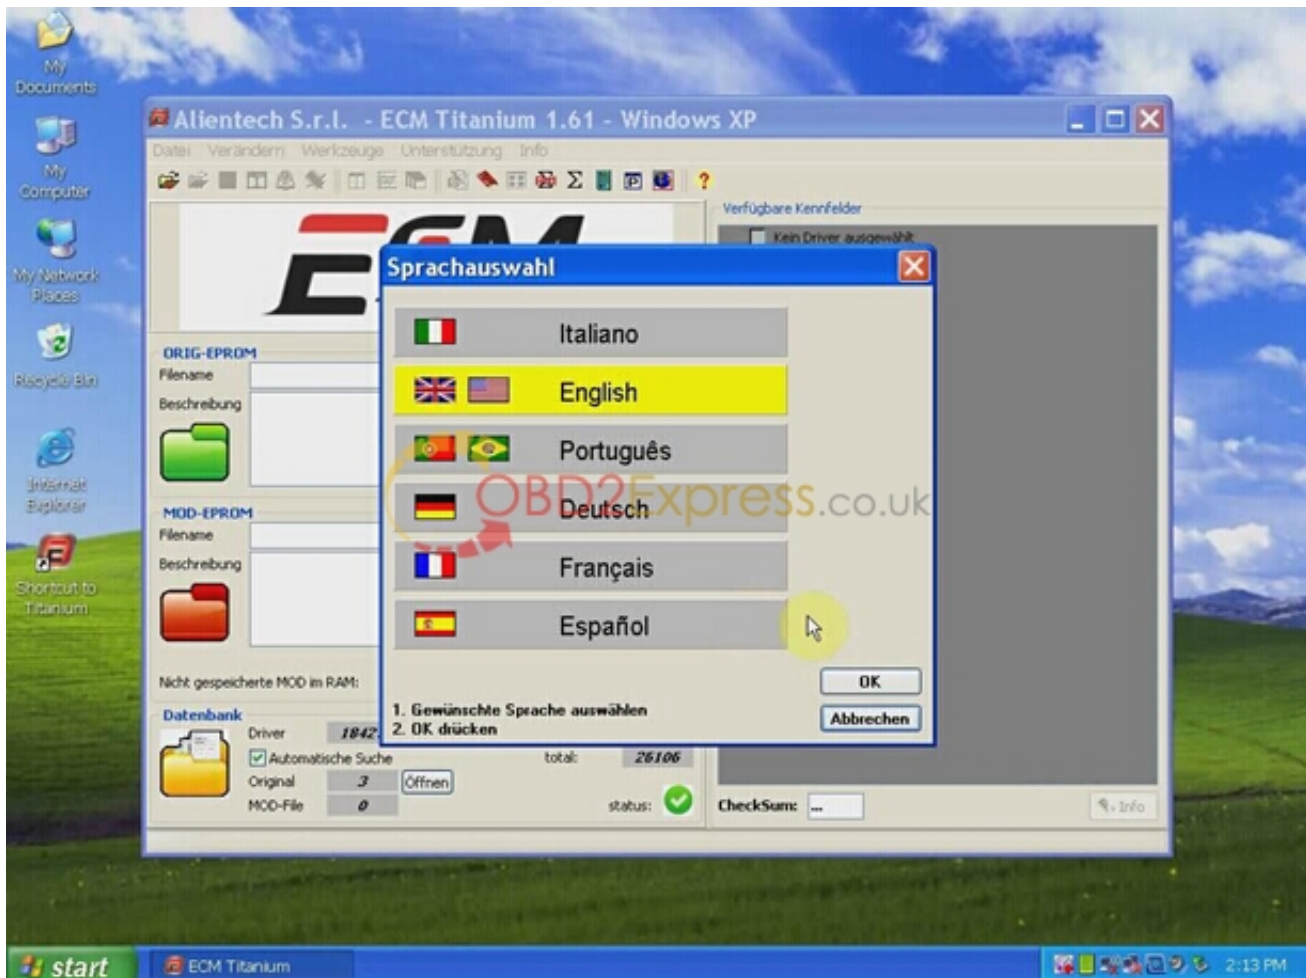 My
Documents
My
Computer
My Network
Places
Recycle Bin
Internet
Explorer
Shortcut to
Titanium
Alientech S.r.l. - ECM Titanium 1.61 - Windows XP
Datei Verändern Werkzeuge Unterstützung Info
Verfügbare Kennfelder
Kein Driver ausgewählt
ECM
ORIG-EPROM
Filename
Beschreibung
MOD-EPROM
Filename
Beschreibung
Nicht gespeicherte MOD im RAM:
Datenbank
Driver 1842
Automatische Suche
total: 26106
Original 3 Öffnen
MOD-File 0
status:
CheckSum: ...
Info
Sprachauswahl
Italiano
English
Português
Deutsch
Français
Español
OK
Abbrechen
1. Gewünschte Sprache auswählen
2. OK drücken
OBD2Express.co.uk
start
ECM Titanium
2:13 PM